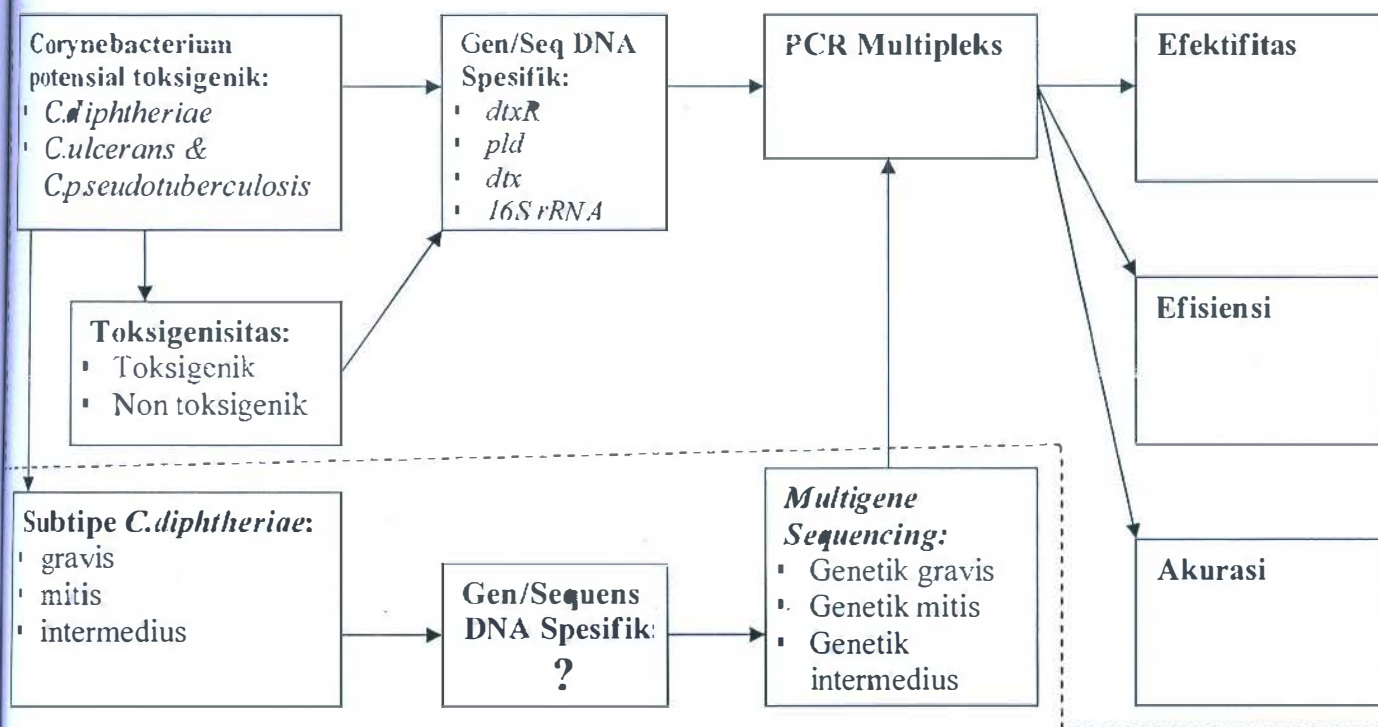 Corynebacterium
potensial toksigenik:
▪ C.diphtheriae
▪ C.ulcerans &
C.pseudotuberculosis
Gen/Seq DNA
Spesifik:
▪ dtxR
▪ pld
▪ dtx
▪ 16S rRNA
PCR Multipleks
Efektifitas
Toksigenisitas:
▪ Toksigenik
▪ Non toksigenik
Efisiensi
Subtipe C.diphtheriae:
▪ gravis
▪ mitis
▪ intermedius
Gen/Sequens
DNA Spesifik:
?
Multigene
Sequencing:
▪ Genetik gravis
▪ Genetik mitis
▪ Genetik
intermedius
Akurasi